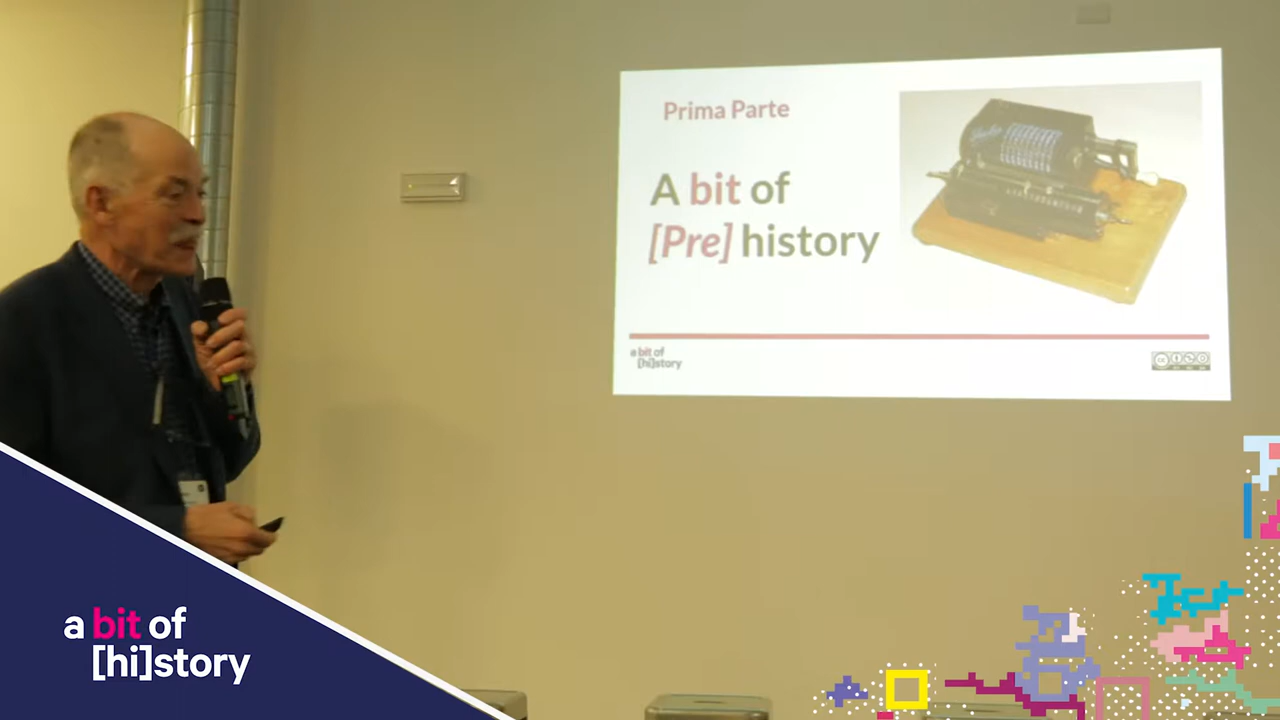 Prima Parte
A bit of
[Pre] history
a bit of
[hi]story
a bit of
[hi]story